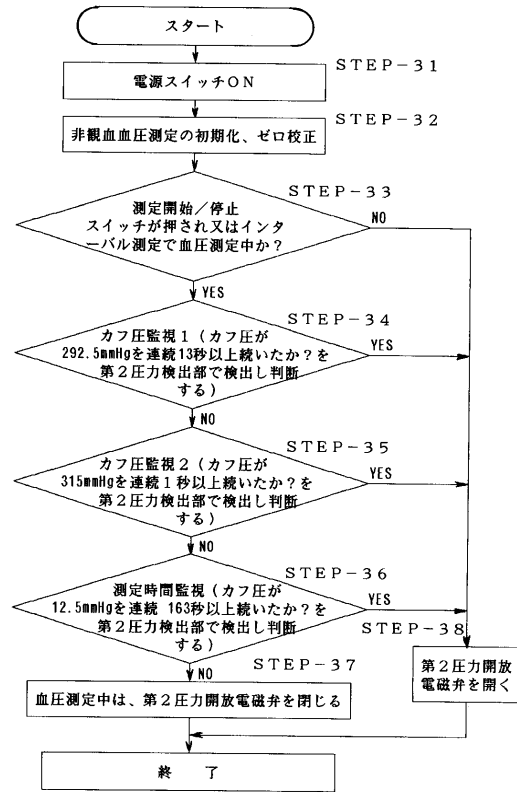 スタート
STEP-31
電源スイッチON
STEP-32
非観血血圧測定の初期化、ゼロ校正
STEP-33
測定開始／停止
スイッチが押され又はインタ
ーバル測定で血圧測定中か？
NO
YES
STEP-34
カフ圧監視1（カフ圧が
292.5mmHgを連続13秒以上続いたか？を
第2圧力検出部で検出し判断
する）
YES
NO
STEP-35
カフ圧監視2（カフ圧が
315mmHgを連続1秒以上続いたか？を
第2圧力検出部で検出し判断
する）
YES
NO
STEP-36
測定時間監視（カフ圧が
12.5mmHgを連続 163秒以上続いたか？を
第2圧力検出部で検出し判断
する）
YES
STEP-38
NO
STEP-37
第2圧力開放
電磁弁を開く
血圧測定中は、第2圧力開放電磁弁を閉じる
終 了